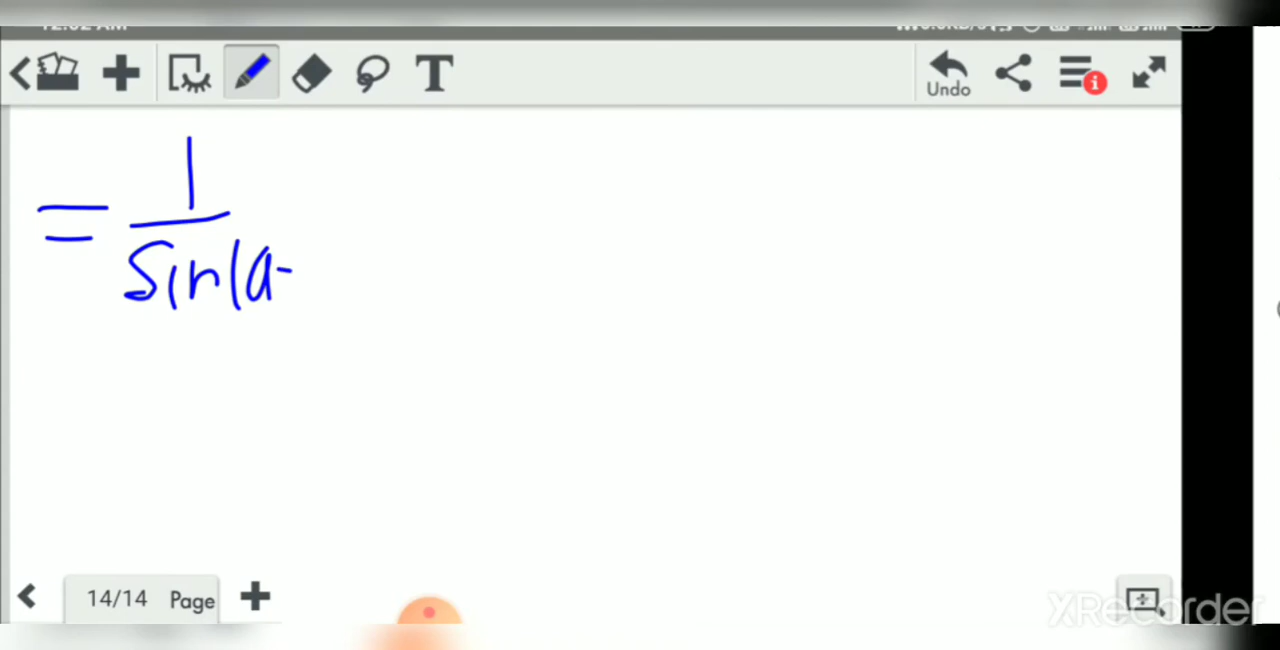 Undo
= 1
sin(a-
14/14 Page
XRecorder